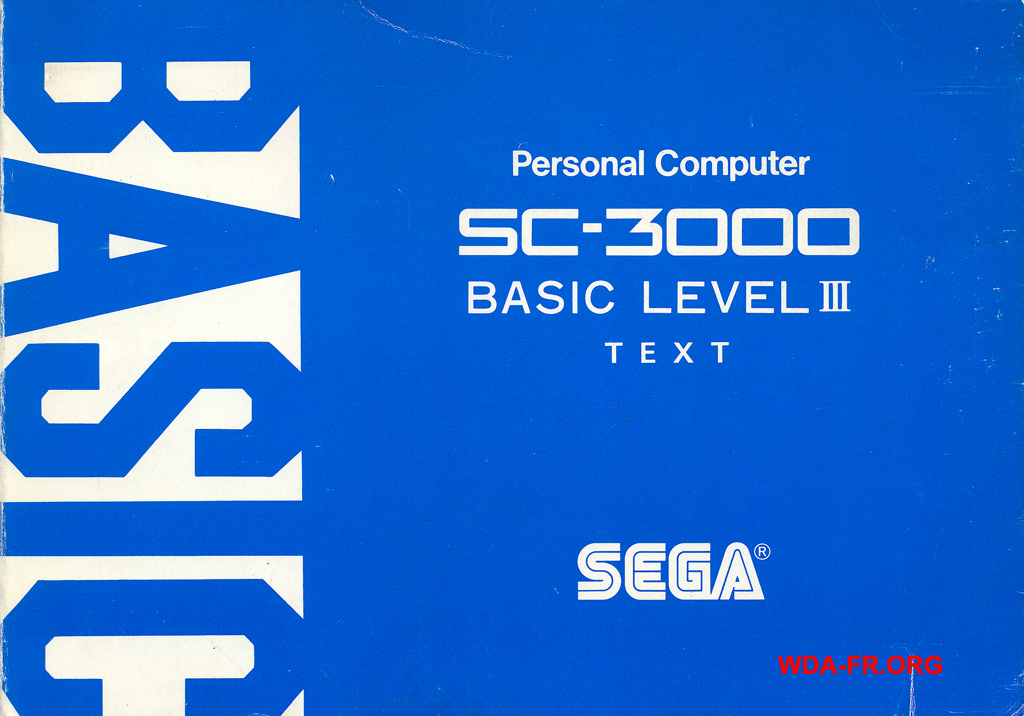 BASIC
Personal Computer
SC-3000
BASIC LEVEL III
TEXT
SEGA®
WDA-FR.ORG